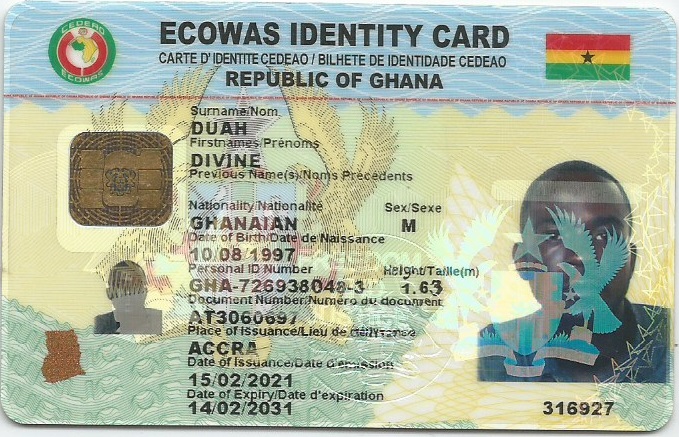 CEDEAO
ECOWAS
ECOWAS IDENTITY CARD
CARTE D'IDENTITE CEDEAO / BILHETE DE IDENTIDADE CEDEAO
REPUBLIC OF GHANA
Surname/Nom
DUAH
Firstnames/Prénoms
DIVINE
Previous Name(s)/Noms Précédents
Nationality/Nationalité Sex/Sexe
GHANAIAN M
Date of Birth/Date de Naissance
10/08/1997
Personal ID Number Height/Taille(m)
GHA-726938048-3 1.63
Document Number/Numéro du document
AT3060697
Place of Issuance/Lieu de délivrance
ACCRA
Date of Issuance/Date d'émission
15/02/2021
Date of Expiry/Date d'expiration
14/02/2031
316927